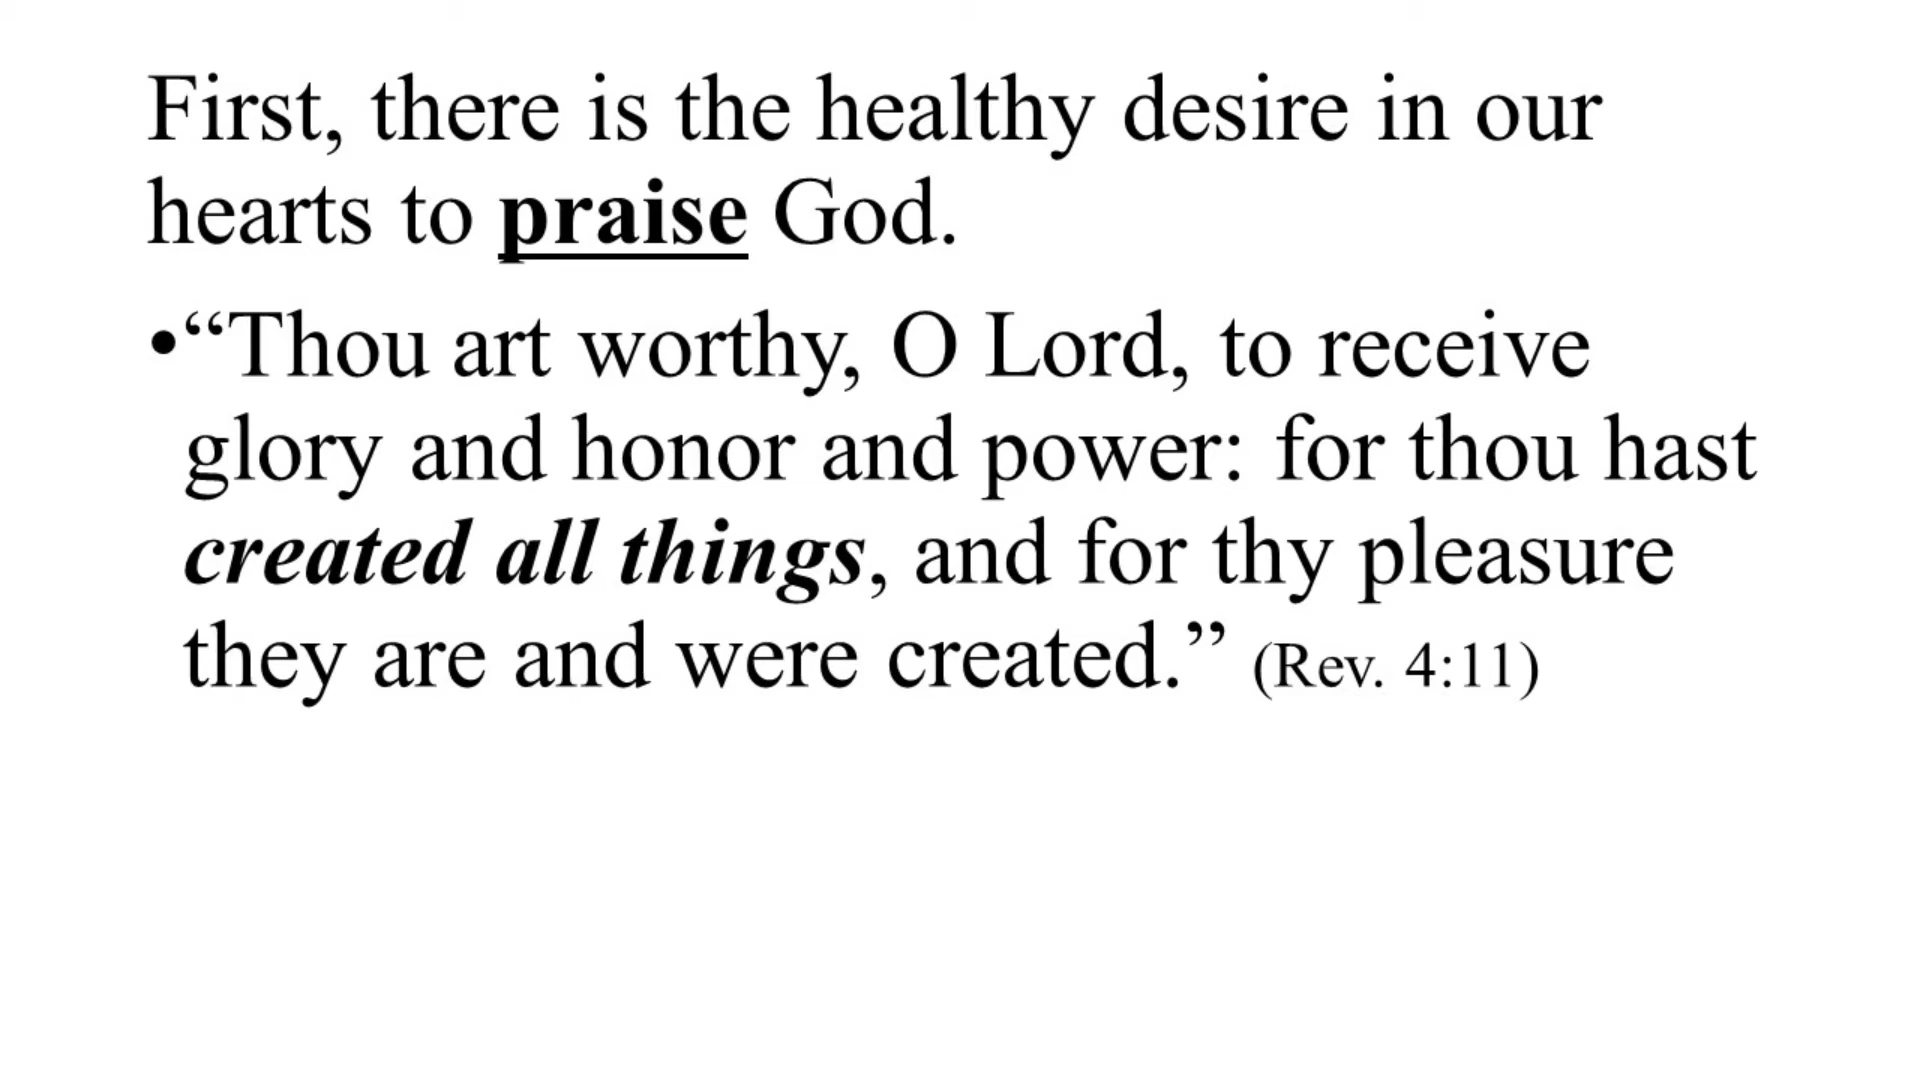 First, there is the healthy desire in our
hearts to praise God.
•“Thou art worthy, O Lord, to receive
glory and honor and power: for thou hast
created all things, and for thy pleasure
they are and were created.” (Rev. 4:11)